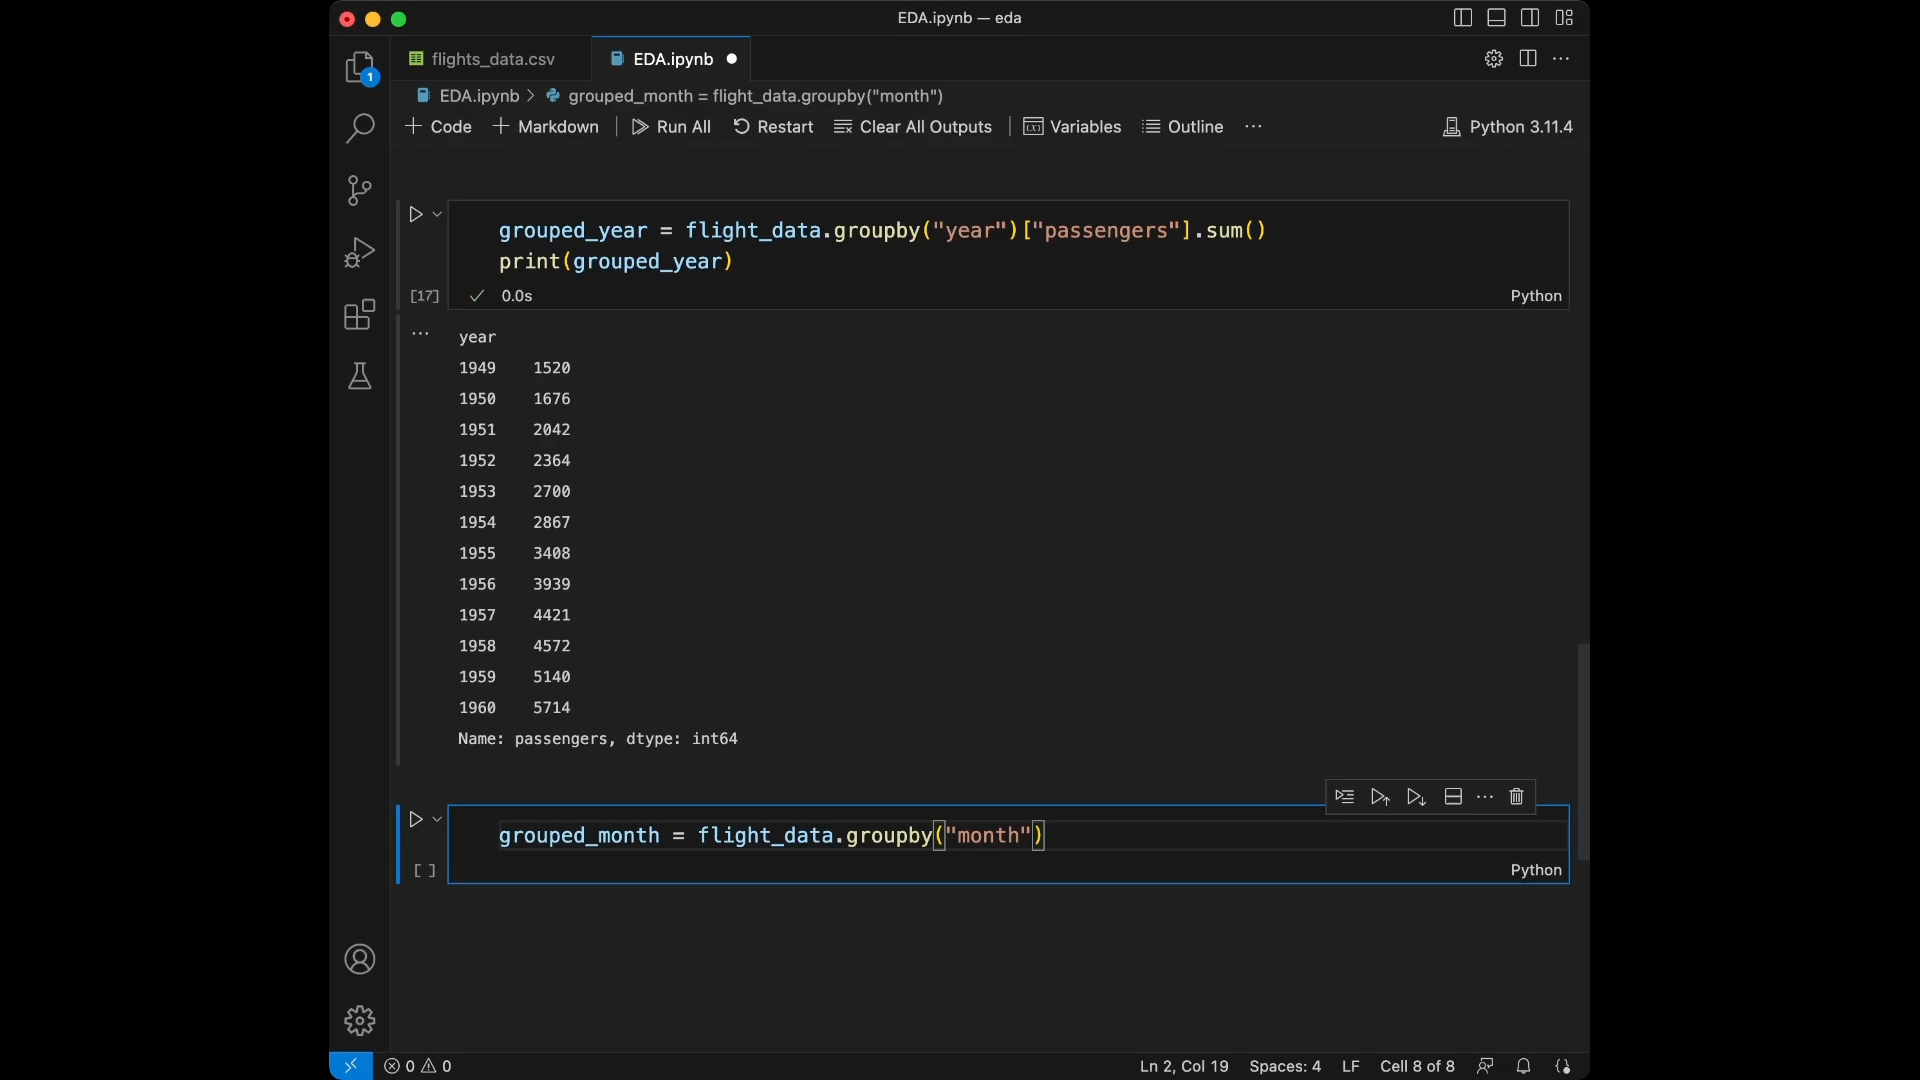 EDA.ipynb — eda
flights_data.csv
EDA.ipynb
EDA.ipynb > grouped_month = flight_data.groupby("month")
+ Code + Markdown | Run All Restart Clear All Outputs | Variables Outline ··· Python 3.11.4
grouped_year = flight_data.groupby("year")["passengers"].sum()
print(grouped_year)
[17] ✓ 0.0s Python
··· year
1949 1520
1950 1676
1951 2042
1952 2364
1953 2700
1954 2867
1955 3408
1956 3939
1957 4421
1958 4572
1959 5140
1960 5714
Name: passengers, dtype: int64
grouped_month = flight_data.groupby("month")
[ ] Python
1
0 0 Ln 2, Col 19 Spaces: 4 LF Cell 8 of 8